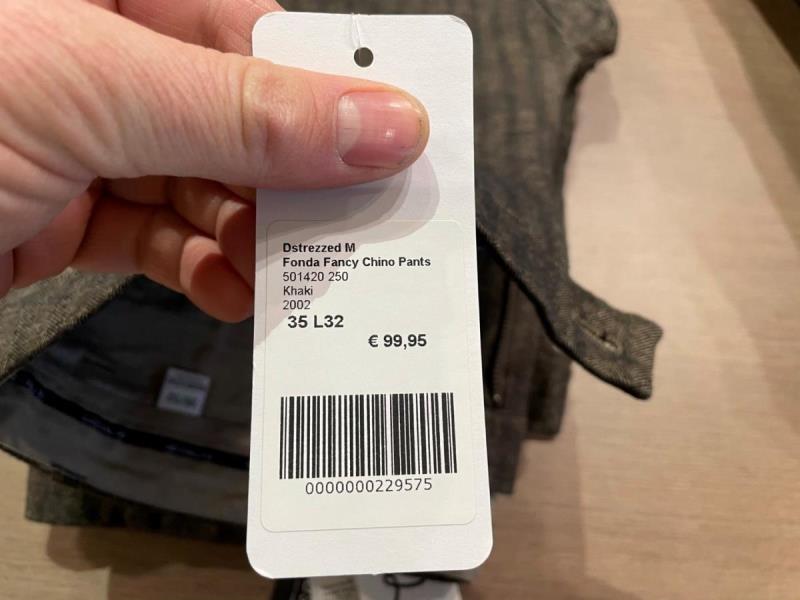 Dstrezzed M
Fonda Fancy Chino Pants
501420 250
Khaki
2002
35 L32
€ 99,95
0000000229575